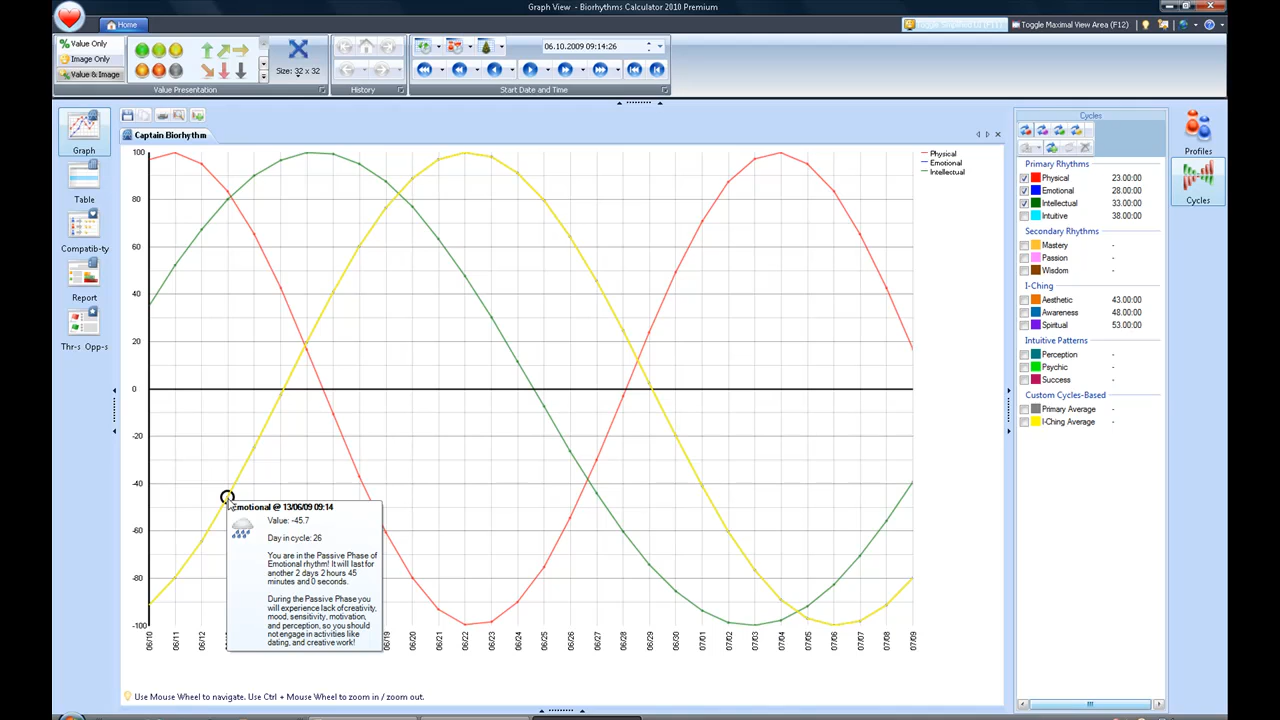 Graph View - Biorhythms Calculator 2010 Premium
Home
Toggle Maximal View Area (F12)
Value Only
Image Only
Value & Image
Size: 32 x 32
06.10.2009 09:14:26
Value Presentation
History
Start Date and Time
Graph
Table
Compatib-ty
Report
Thr-s Opp-s
Captain Biorhythm
100
80
60
40
20
0
-20
-40
-60
-80
-100
Physical
Emotional
Intellectual
Emotional @ 13/06/09 09:14
Value: -45.7
Day in cycle: 26
You are in the Passive Phase of
Emotional rhythm! It will last for
another 2 days 2 hours 45
minutes and 0 seconds.
During the Passive Phase you
will experience lack of creativity,
mood, sensitivity, motivation,
and perception, so you should
not engage in activities like
dating, and creative work!
06/10
06/11
06/12
06/19
06/20
06/21
06/22
06/23
06/24
06/25
06/26
06/27
06/28
06/29
06/30
07/01
07/02
07/03
07/04
07/05
07/06
07/07
07/08
07/09
Use Mouse Wheel to navigate. Use Ctrl + Mouse Wheel to zoom in / zoom out.
Cycles
Primary Rhythms
Physical 23.00:00
Emotional 28.00:00
Intellectual 33.00:00
Intuitive 38.00:00
Secondary Rhythms
Mastery -
Passion -
Wisdom -
I-Ching
Aesthetic 43.00:00
Awareness 48.00:00
Spiritual 53.00:00
Intuitive Patterns
Perception -
Psychic -
Success -
Custom Cycles-Based
Primary Average -
I-Ching Average -
Profiles
Cycles